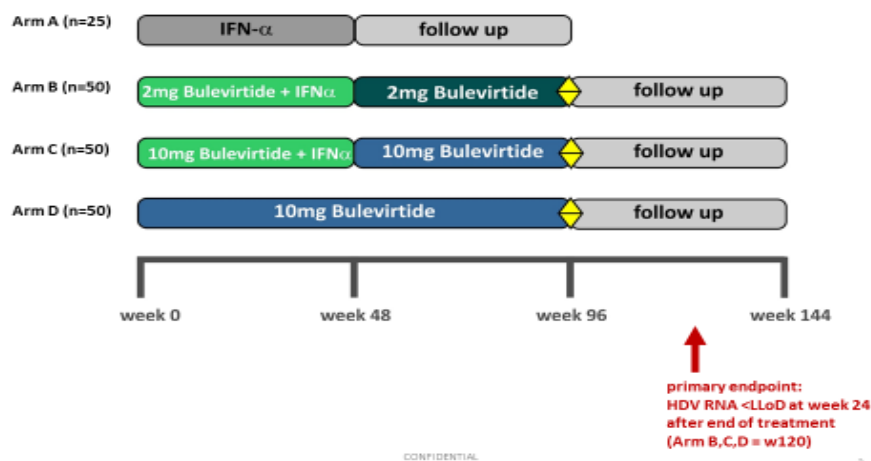 Arm A (n=25)
IFN-α
follow up
Arm B (n=50)
2mg Bulevirtide + IFNα
2mg Bulevirtide
follow up
Arm C (n=50)
10mg Bulevirtide + IFNα
10mg Bulevirtide
follow up
Arm D (n=50)
10mg Bulevirtide
follow up
week 0
week 48
week 96
week 144
primary endpoint:
HDV RNA <LLoD at week 24
after end of treatment
(Arm B,C,D = w120)
CONFIDENTIAL